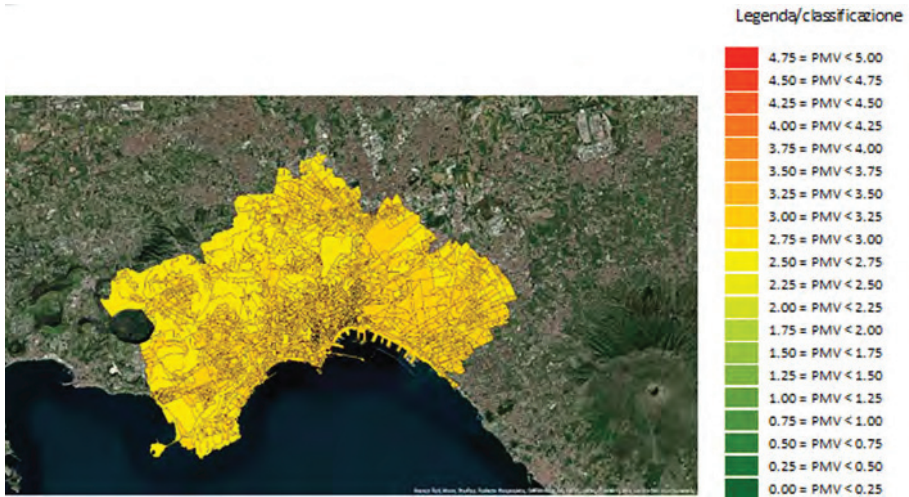 Legenda/classificazione
4.75 = PMV < 5.00
4.50 = PMV < 4.75
4.25 = PMV < 4.50
4.00 = PMV < 4.25
3.75 = PMV < 4.00
3.50 = PMV < 3.75
3.25 = PMV < 3.50
3.00 = PMV < 3.25
2.75 = PMV < 3.00
2.50 = PMV < 2.75
2.25 = PMV < 2.50
2.00 = PMV < 2.25
1.75 = PMV < 2.00
1.50 = PMV < 1.75
1.25 = PMV < 1.50
1.00 = PMV < 1.25
0.75 = PMV < 1.00
0.50 = PMV < 0.75
0.25 = PMV < 0.50
0.00 = PMV < 0.25